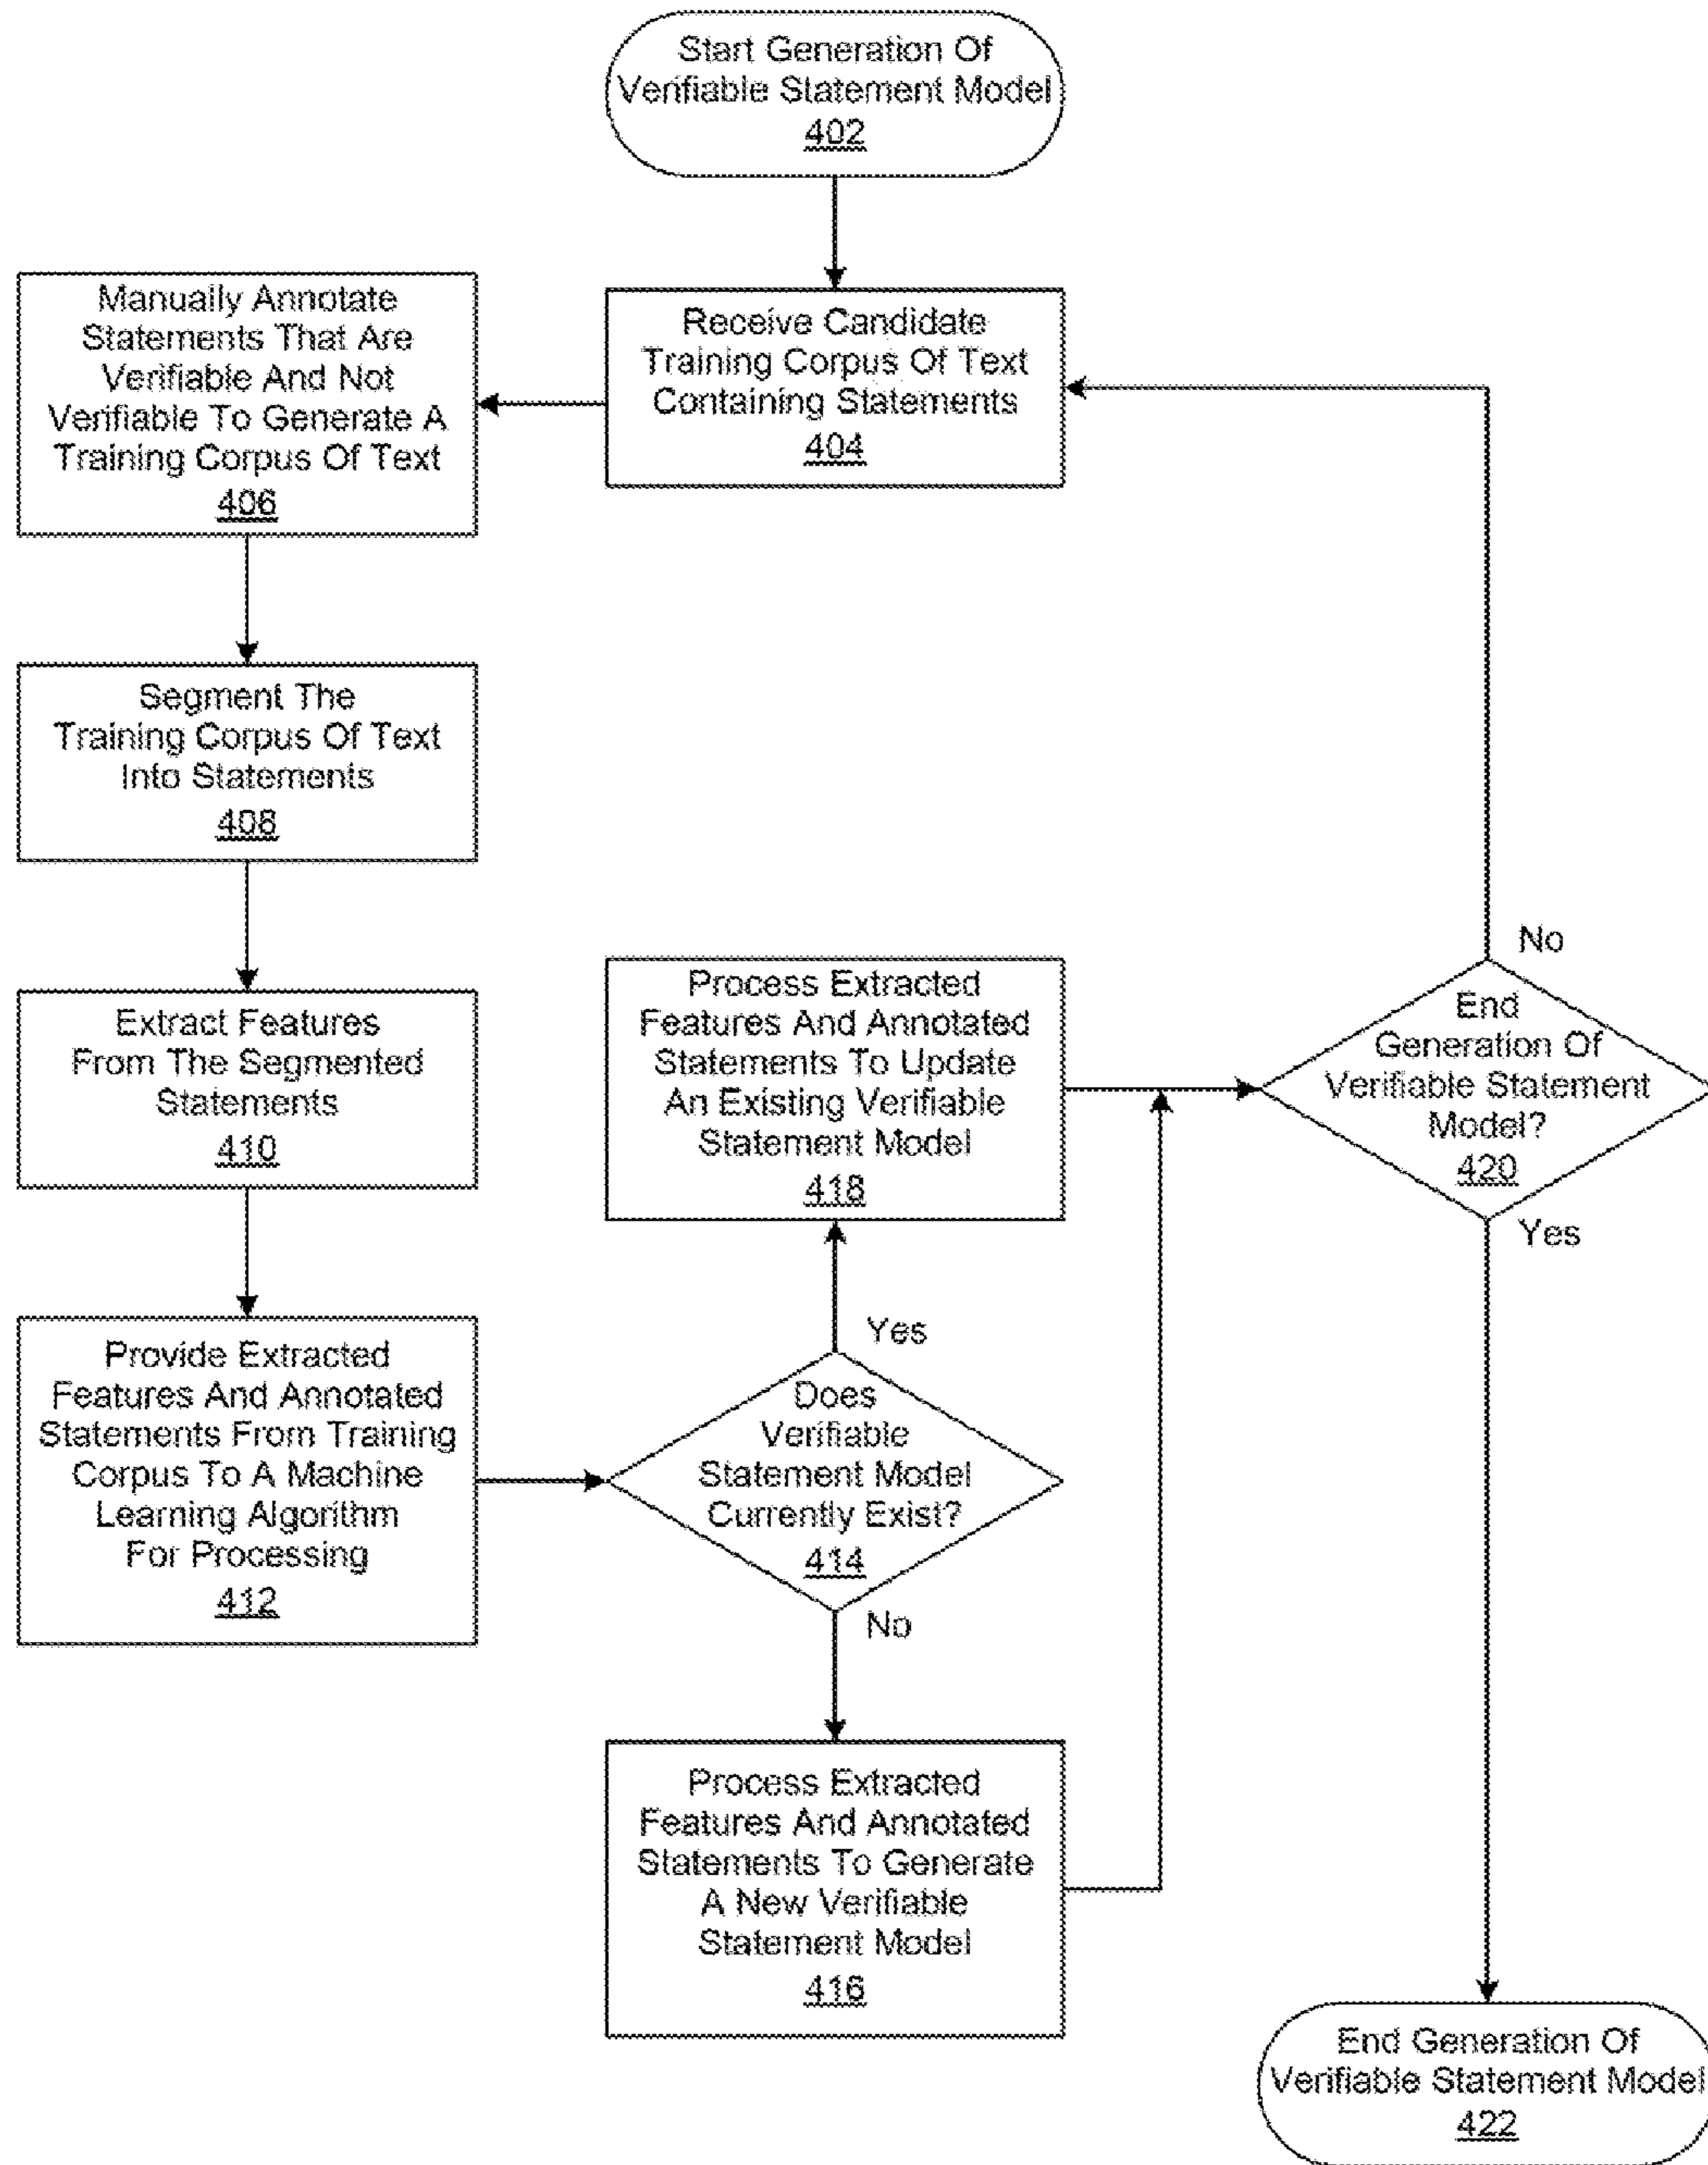 Start Generation Of
Verifiable Statement Model
402
Receive Candidate
Training Corpus Of Text
Containing Statements
404
Manually Annotate
Statements That Are
Verifiable And Not
Verifiable To Generate A
Training Corpus Of Text
406
Segment The
Training Corpus Of Text
Into Statements
408
Extract Features
From The Segmented
Statements
410
Provide Extracted
Features And Annotated
Statements From Training
Corpus To A Machine
Learning Algorithm
For Processing
412
Does
Verifiable
Statement Model
Currently Exist?
414
Yes
No
Process Extracted
Features And Annotated
Statements To Update
An Existing Verifiable
Statement Model
418
Process Extracted
Features And Annotated
Statements To Generate
A New Verifiable
Statement Model
416
End
Generation Of
Verifiable Statement
Model?
420
No
Yes
End Generation Of
Verifiable Statement Model
422